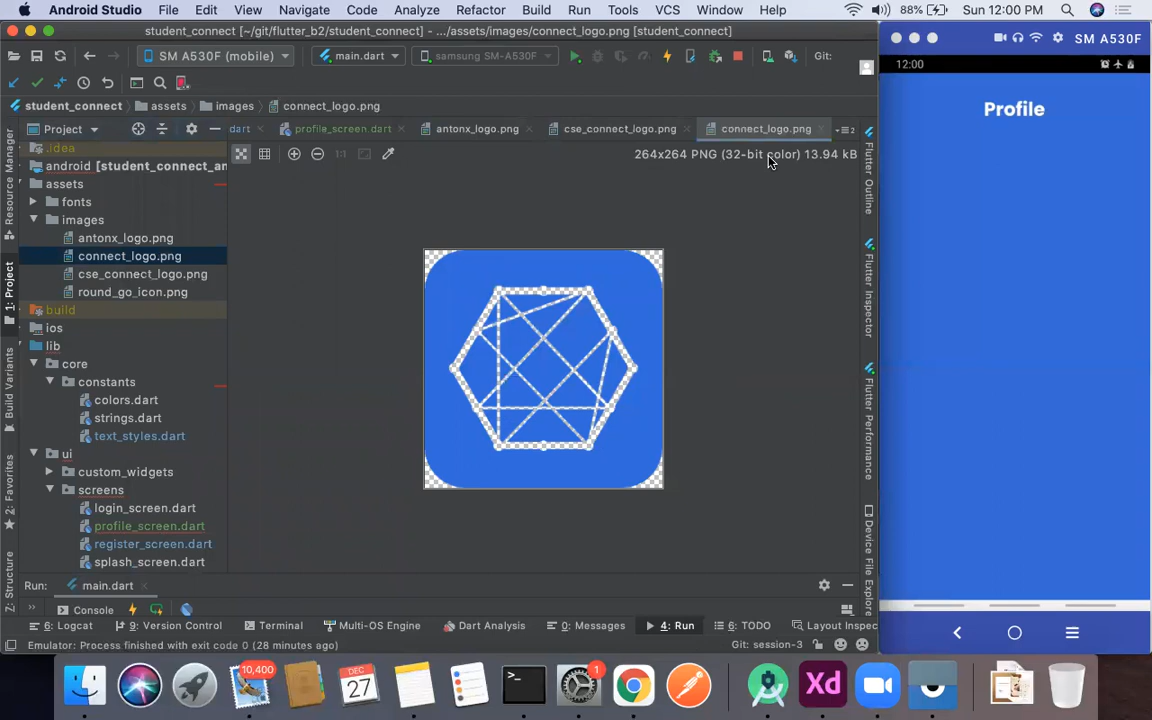 Android Studio File Edit View Navigate Code Analyze Refactor Build Run Tools VCS Window Help 88% Sun 12:00 PM
student_connect [~/git/flutter_b2/student_connect] - .../assets/images/connect_logo.png [student_connect]
SM A530F
SM A530F (mobile) main.dart samsung SM-A530F Git:
12:00
student_connect assets images connect_logo.png
Profile
Project dart profile_screen.dart antonx_logo.png cse_connect_logo.png connect_logo.png 2
264x264 PNG (32-bit color) 13.94 kB
1:1
.idea
android [student_connect_an
assets
fonts
images
antonx_logo.png
connect_logo.png
cse_connect_logo.png
round_go_icon.png
build
ios
lib
core
constants
colors.dart
strings.dart
text_styles.dart
ui
custom_widgets
screens
login_screen.dart
profile_screen.dart
register_screen.dart
splash_screen.dart
Resource Manager
1: Project
Build Variants
2: Favorites
Z: Structure
Flutter Outline
Flutter Inspector
Flutter Performance
Device File Explorer
Run: main.dart
Console
6: Logcat 9: Version Control Terminal Multi-OS Engine Dart Analysis 0: Messages 4: Run 6: TODO Layout Inspec
Emulator: Process finished with exit code 0 (28 minutes ago) Git: session-3
10,400
DEC
27
>_
1
Xd